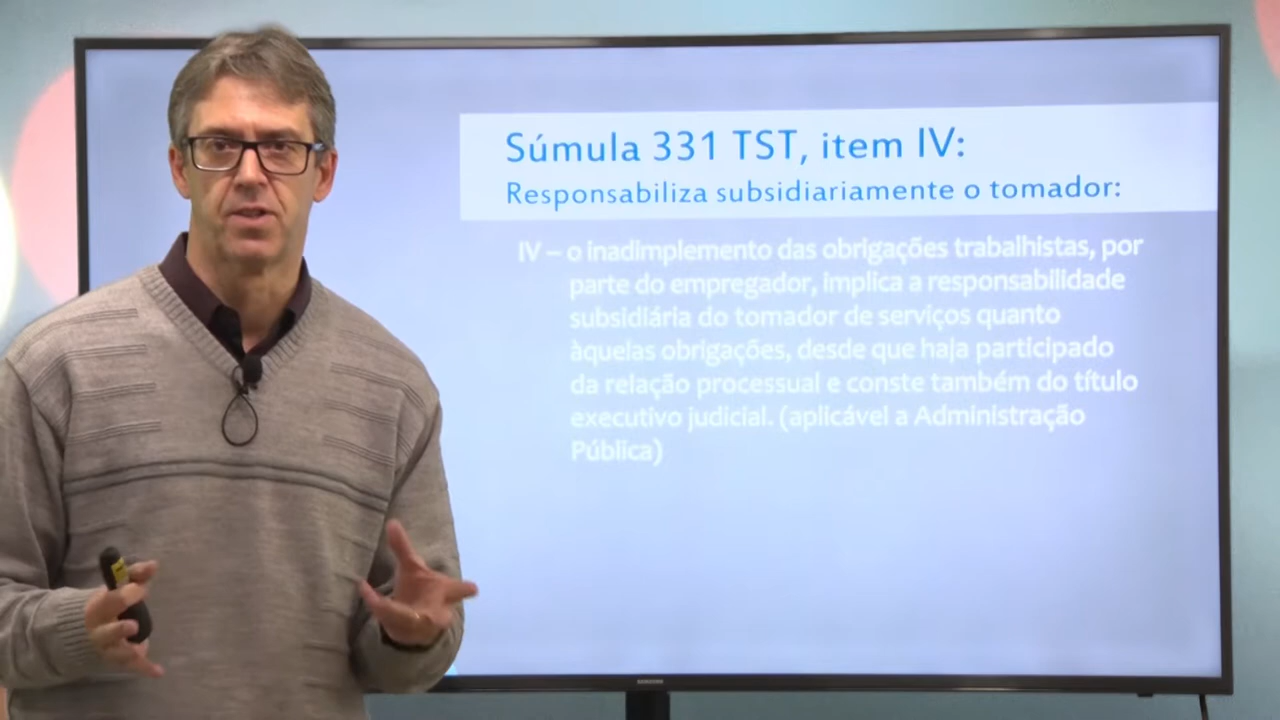 Súmula 331 TST, item IV:
Responsabiliza subsidiariamente o tomador:
IV – o inadimplemento das obrigações trabalhistas, por
parte do empregador, implica a responsabilidade
subsidiária do tomador de serviços quanto
àquelas obrigações, desde que haja participado
da relação processual e conste também do título
executivo judicial. (aplicável a Administração
Pública)
SAMSUNG